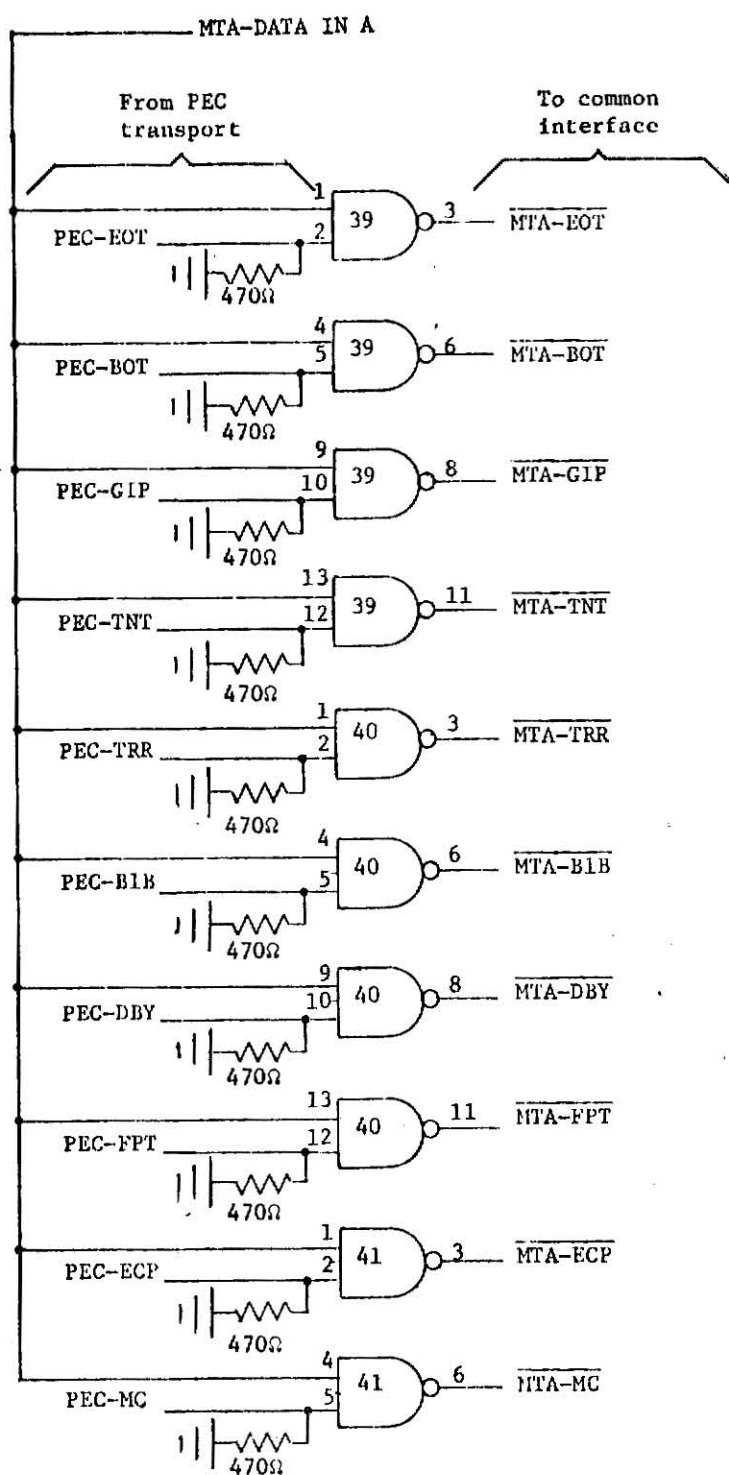 MTA-DATA IN A
From PEC transport
To common interface
1
39
3
MTA-EOT
PEC-EOT
2
470Ω
4
39
6
MTA-BOT
PEC-BOT
5
470Ω
9
39
8
MTA-GIP
PEC-GIP
10
470Ω
13
39
11
MTA-TNT
PEC-TNT
12
470Ω
1
40
3
MTA-TRR
PEC-TRR
2
470Ω
4
40
6
MTA-B1B
PEC-B1B
5
470Ω
9
40
8
MTA-DBY
PEC-DBY
10
470Ω
13
40
11
MTA-FPT
PEC-FPT
12
470Ω
1
41
3
MTA-ECP
PEC-ECP
2
470Ω
4
41
6
MTA-MC
PEC-MC
5
470Ω